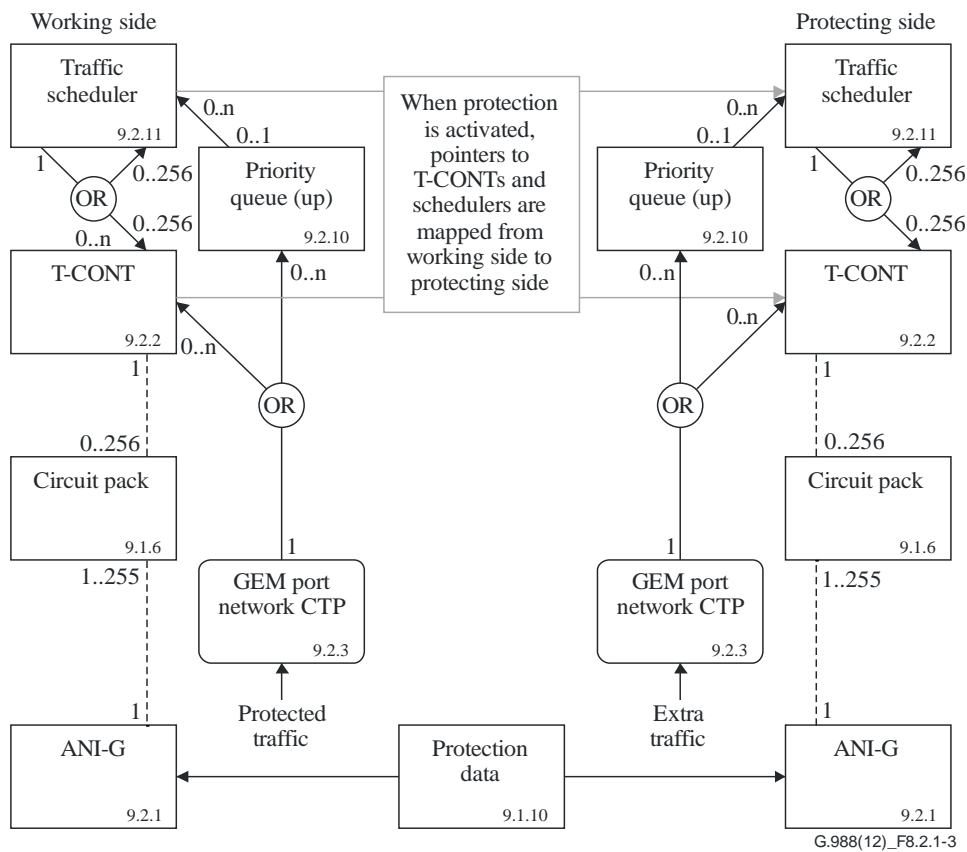 Working side
Protecting side
Traffic
scheduler
9.2.11
Traffic
scheduler
9.2.11
0..n
0..1
1
OR
0..256
0..256
0..n
Priority
queue (up)
9.2.10
0..n
When protection
is activated,
pointers to
T-CONTs and
schedulers are
mapped from
working side to
protecting side
0..n
0..1
Priority
queue (up)
9.2.10
0..n
1
OR
0..256
0..256
T-CONT
9.2.2
0..n
1
T-CONT
9.2.2
0..n
1
OR
OR
0..256
Circuit pack
9.1.6
1..255
0..256
Circuit pack
9.1.6
1..255
1
GEM port
network CTP
9.2.3
1
GEM port
network CTP
9.2.3
Protected
traffic
Extra
traffic
1
ANI-G
9.2.1
Protection
data
9.1.10
1
ANI-G
9.2.1
G.988(12)_F8.2.1-3